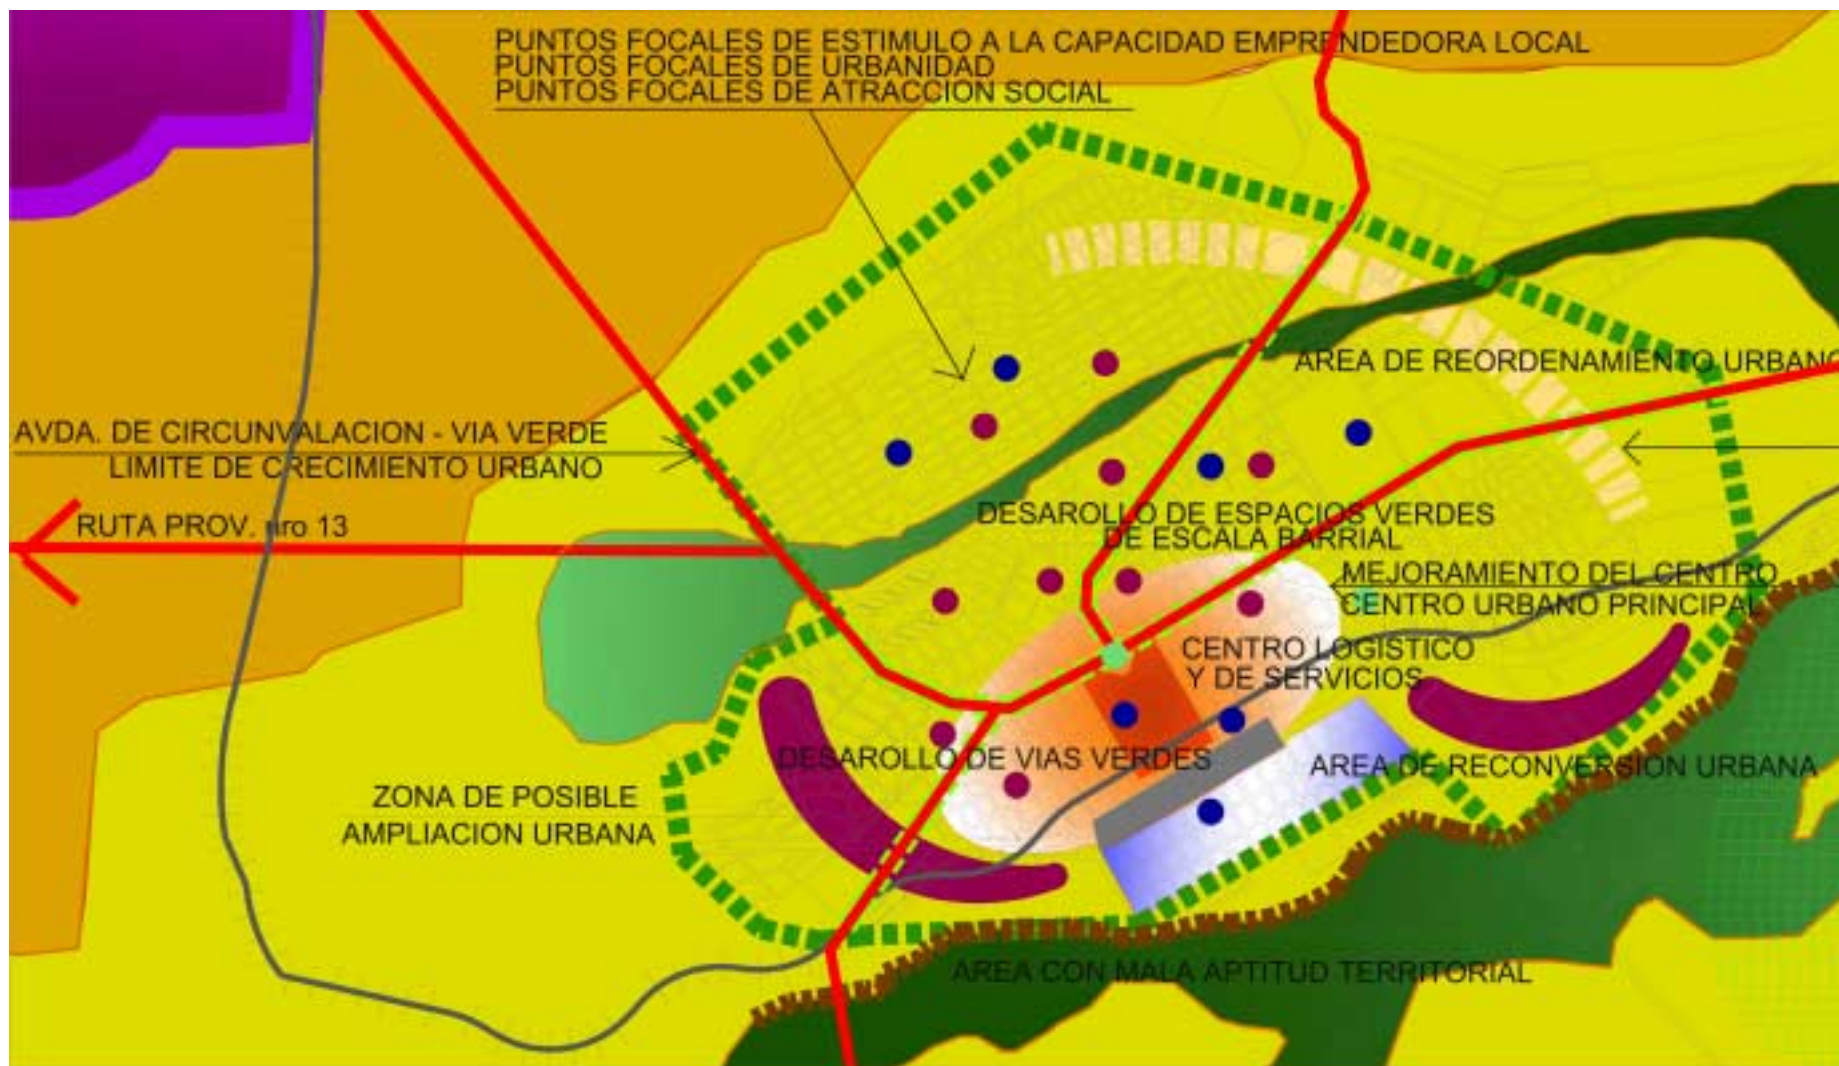 PUNTOS FOCALES DE ESTIMULO A LA CAPACIDAD EMPRENDEDORA LOCAL
PUNTOS FOCALES DE URBANIDAD
PUNTOS FOCALES DE ATRACCION SOCIAL
AREA DE REORDENAMIENTO URBANO
AVDA. DE CIRCUNVALACION - VIA VERDE
LIMITE DE CRECIMIENTO URBANO
RUTA PROV. nro 13
DESAROLLO DE ESPACIOS VERDES
DE ESCALA BARRIAL
MEJORAMIENTO DEL CENTRO
CENTRO URBANO PRINCIPAL
CENTRO LOGISTICO
Y DE SERVICIOS
DESAROLLO DE VIAS VERDES
AREA DE RECONVERSION URBANA
ZONA DE POSIBLE
AMPLIACION URBANA
AREA CON MALA APTITUD TERRITORIAL